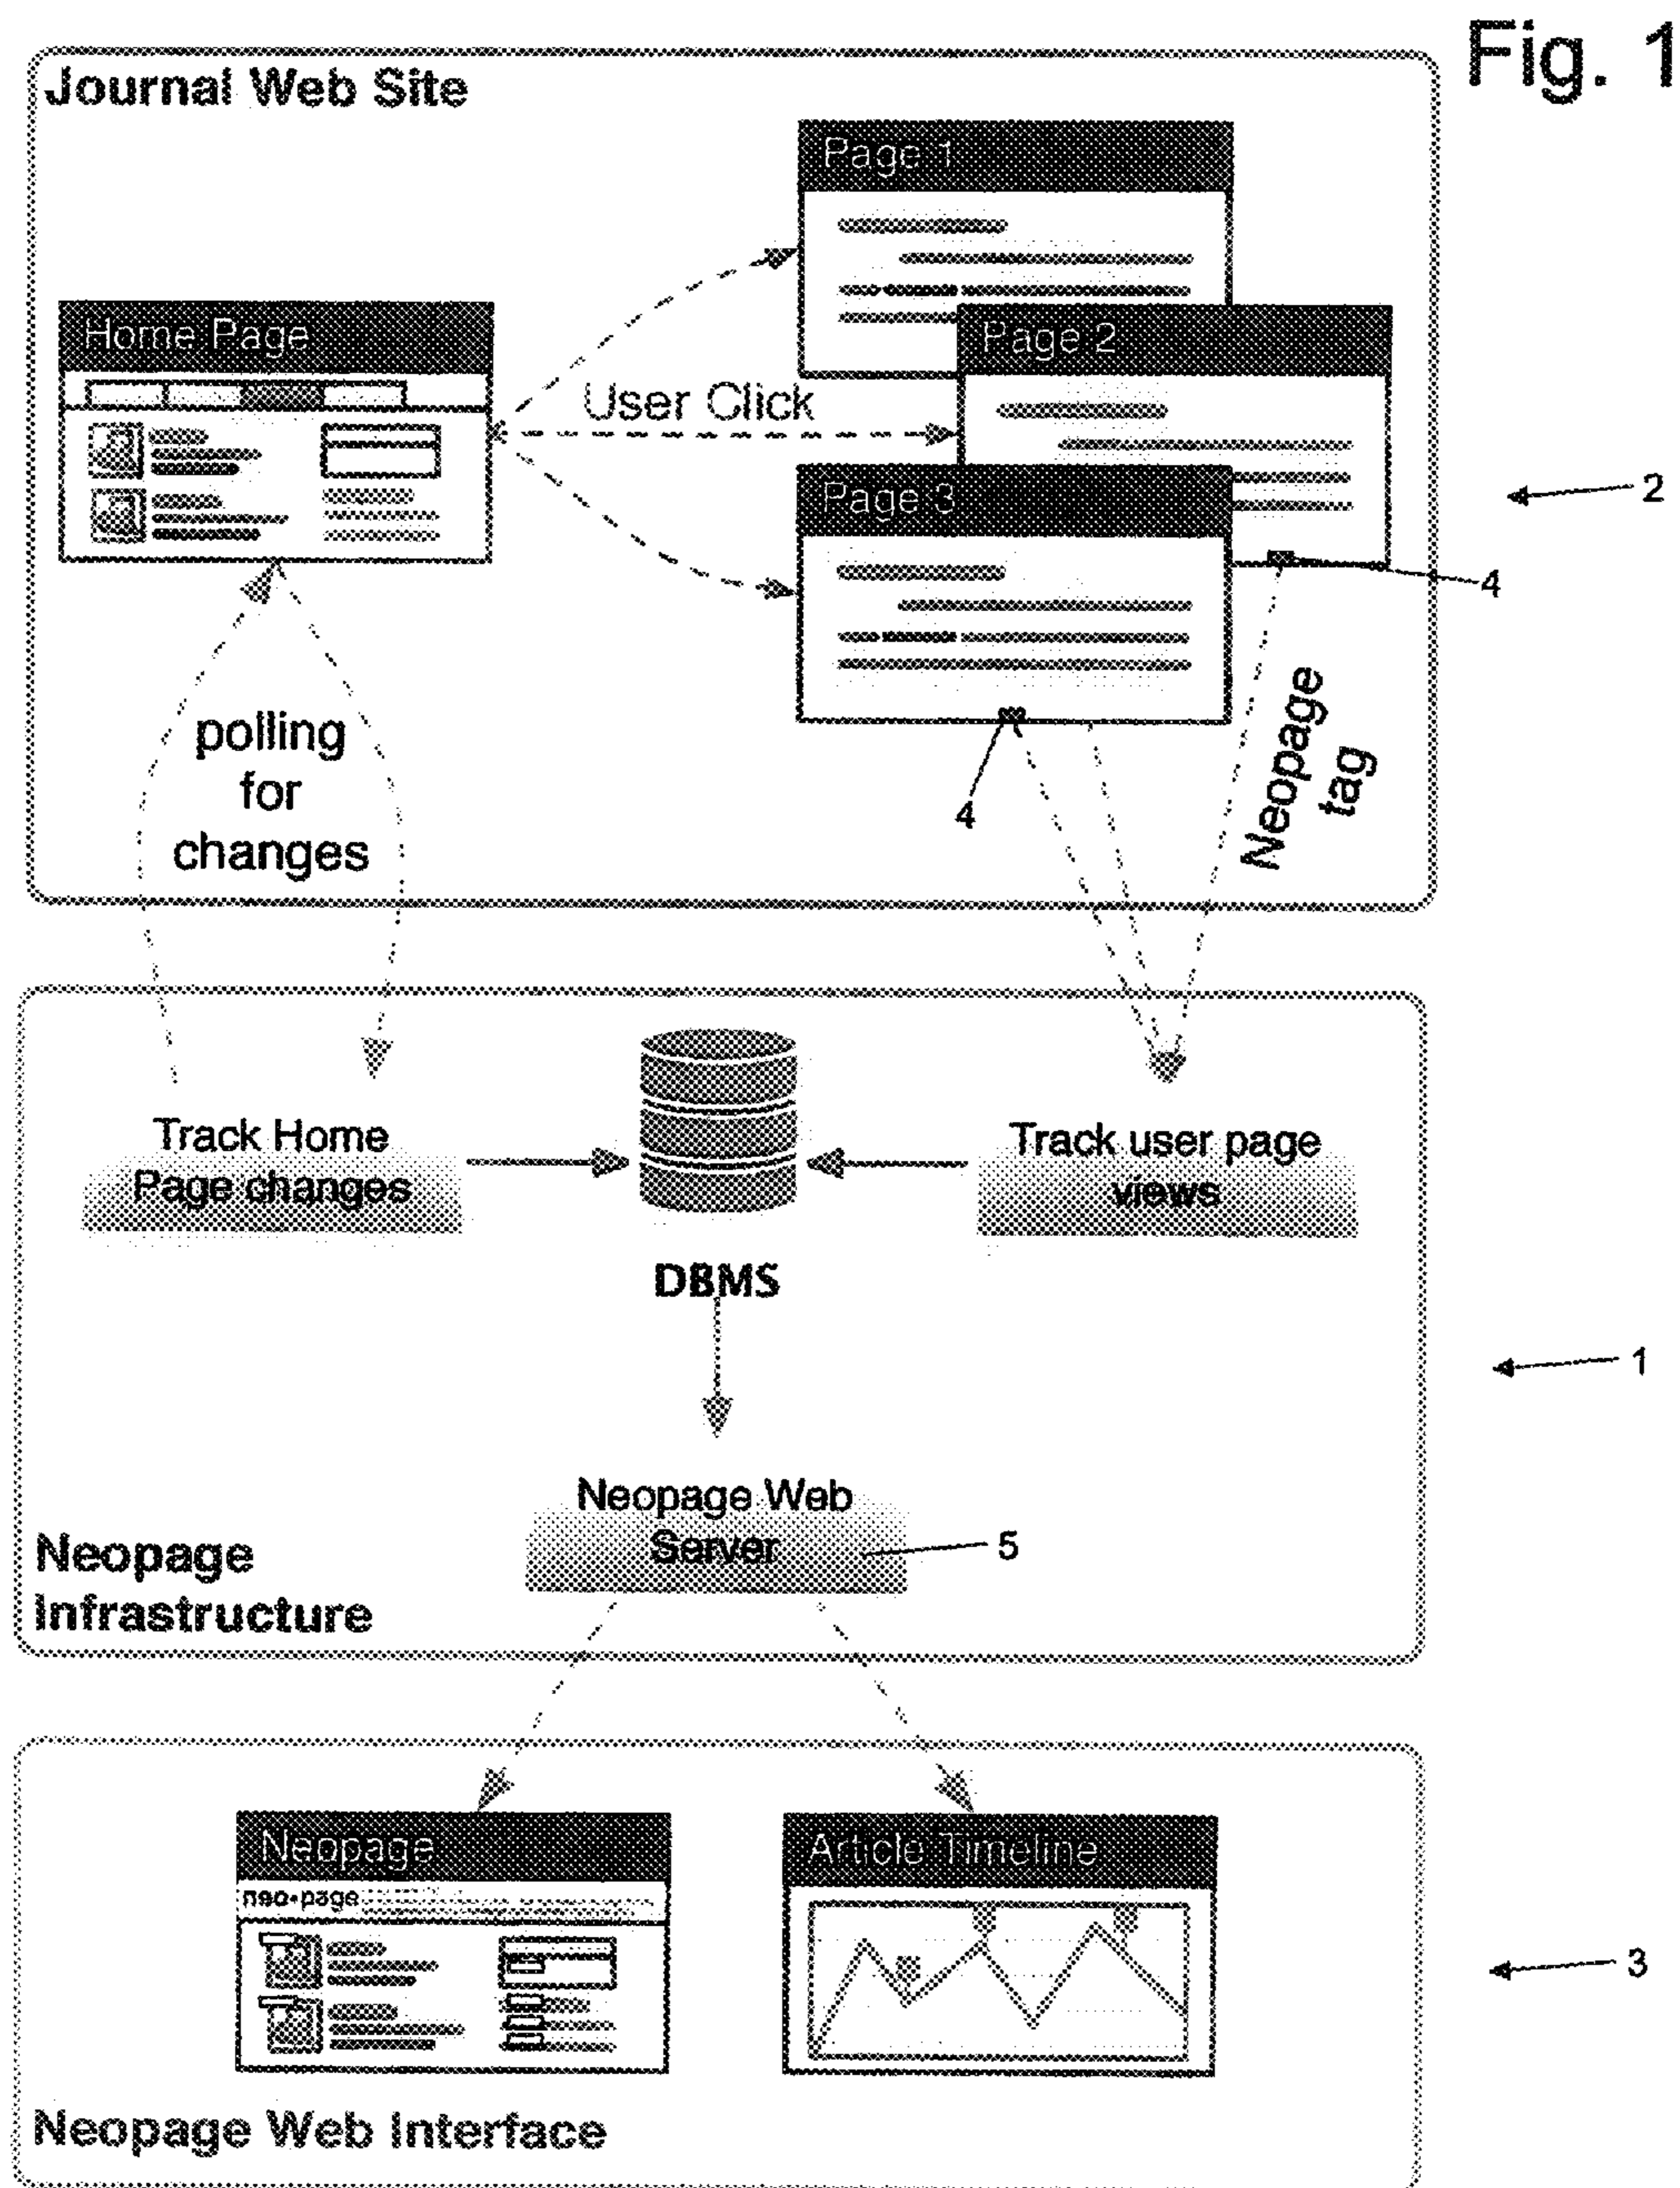 Fig. 1
Journal Web Site
Page 1
Home Page
Page 2
User Click
Page 3
2
4
polling
for
changes
4
Neopage
tag
Track Home
Page changes
Track user page
views
DBMS
1
Neopage Web
Server
5
Neopage
Infrastructure
Neopage
neo•page
Article Timeline
3
Neopage Web Interface